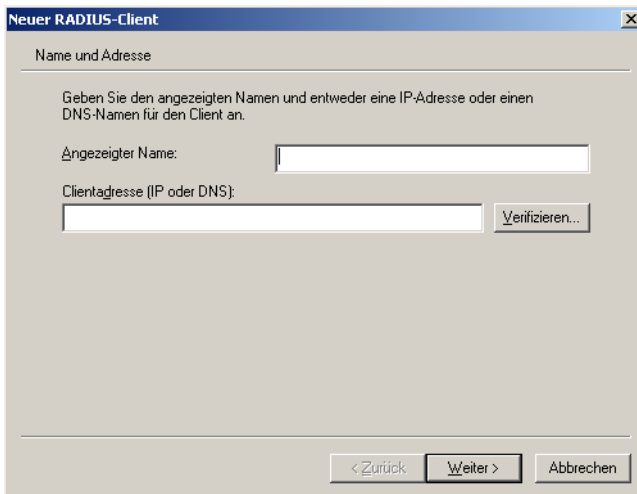 Neuer RADIUS-Client
Name und Adresse
Geben Sie den angezeigten Namen und entweder eine IP-Adresse oder einen
DNS-Namen für den Client an.
Angezeigter Name:
Clientadresse (IP oder DNS):
Verifizieren...
< Zurück
Weiter >
Abbrechen